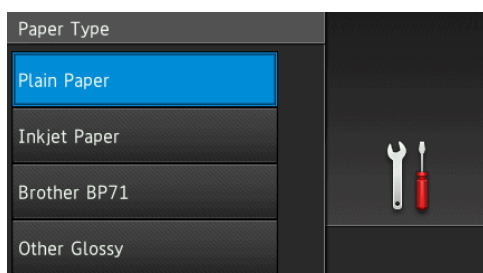 Paper Type
Plain Paper
Inkjet Paper
Brother BP71
Other Glossy